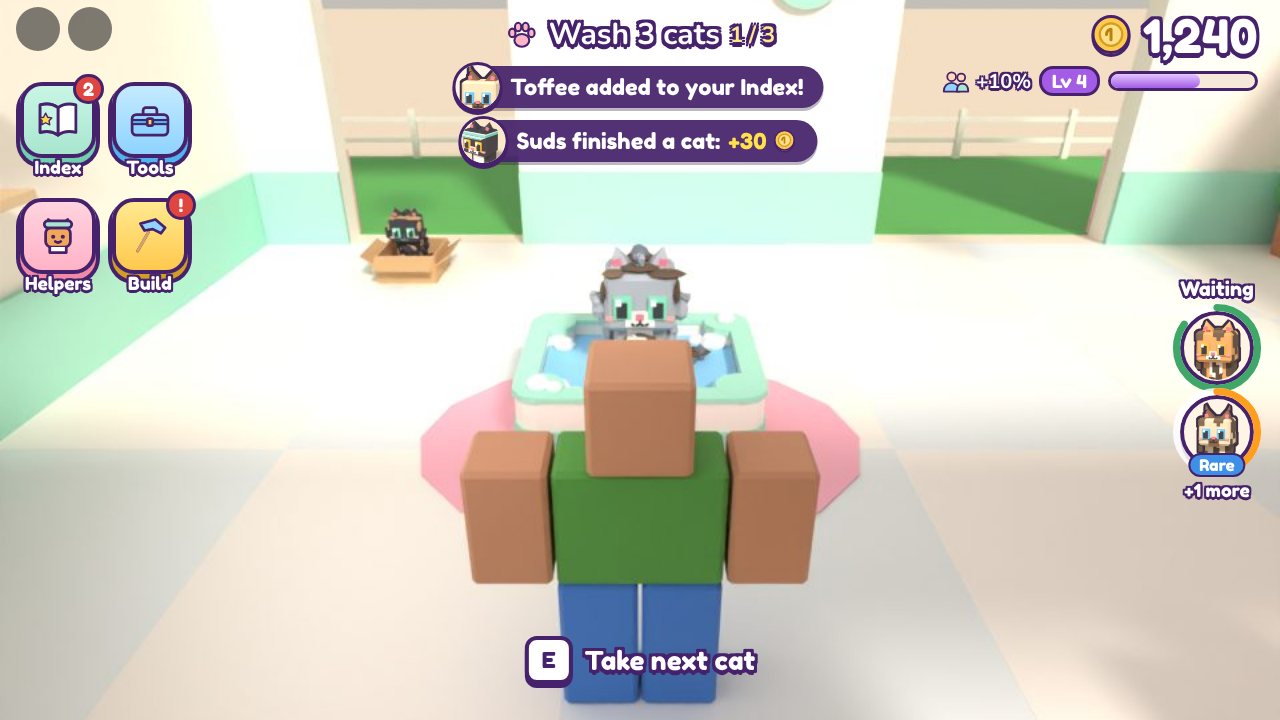 Wash 3 cats 1/3
1,240
+10% Lv 4
Toffee added to your Index!
Suds finished a cat: +30
2
Index
Tools
!
Helpers
Build
Waiting
Rare
+1 more
E Take next cat